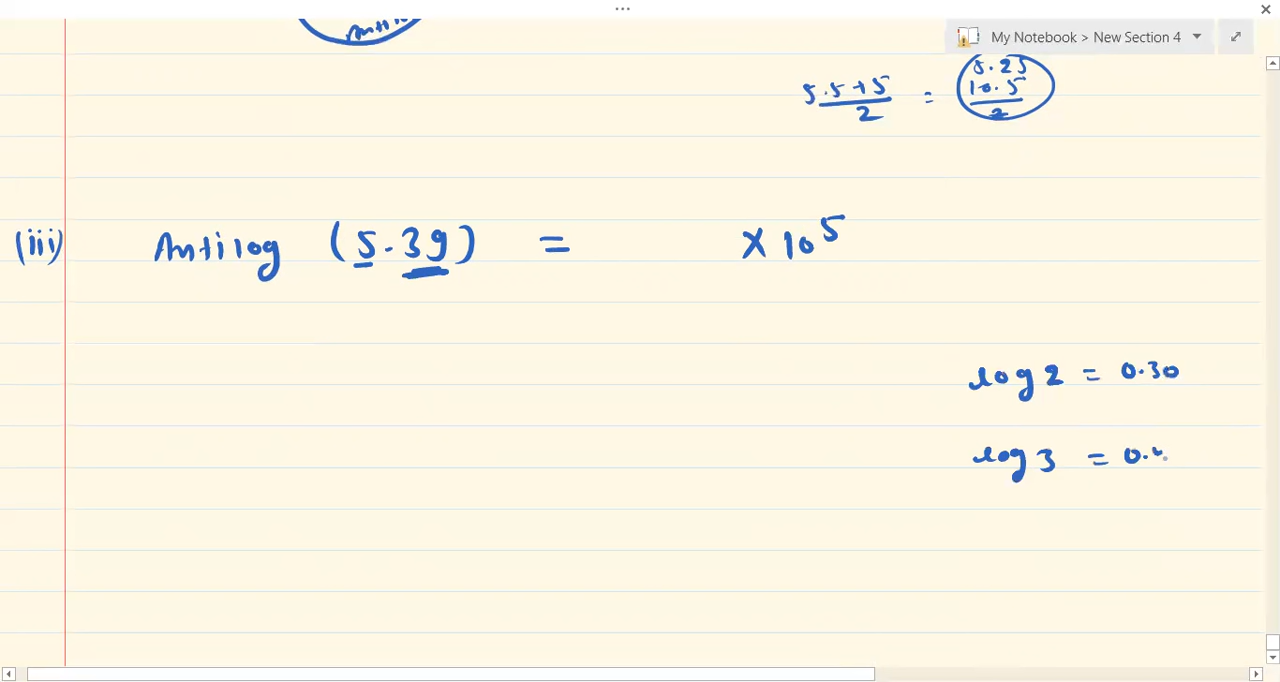 ...
My Notebook > New Section 4
5.25
5.5+5/2 = 10.5/2
(iii) Antilog (5.39) = × 10^5
log 2 = 0.30
log 3 = 0.4